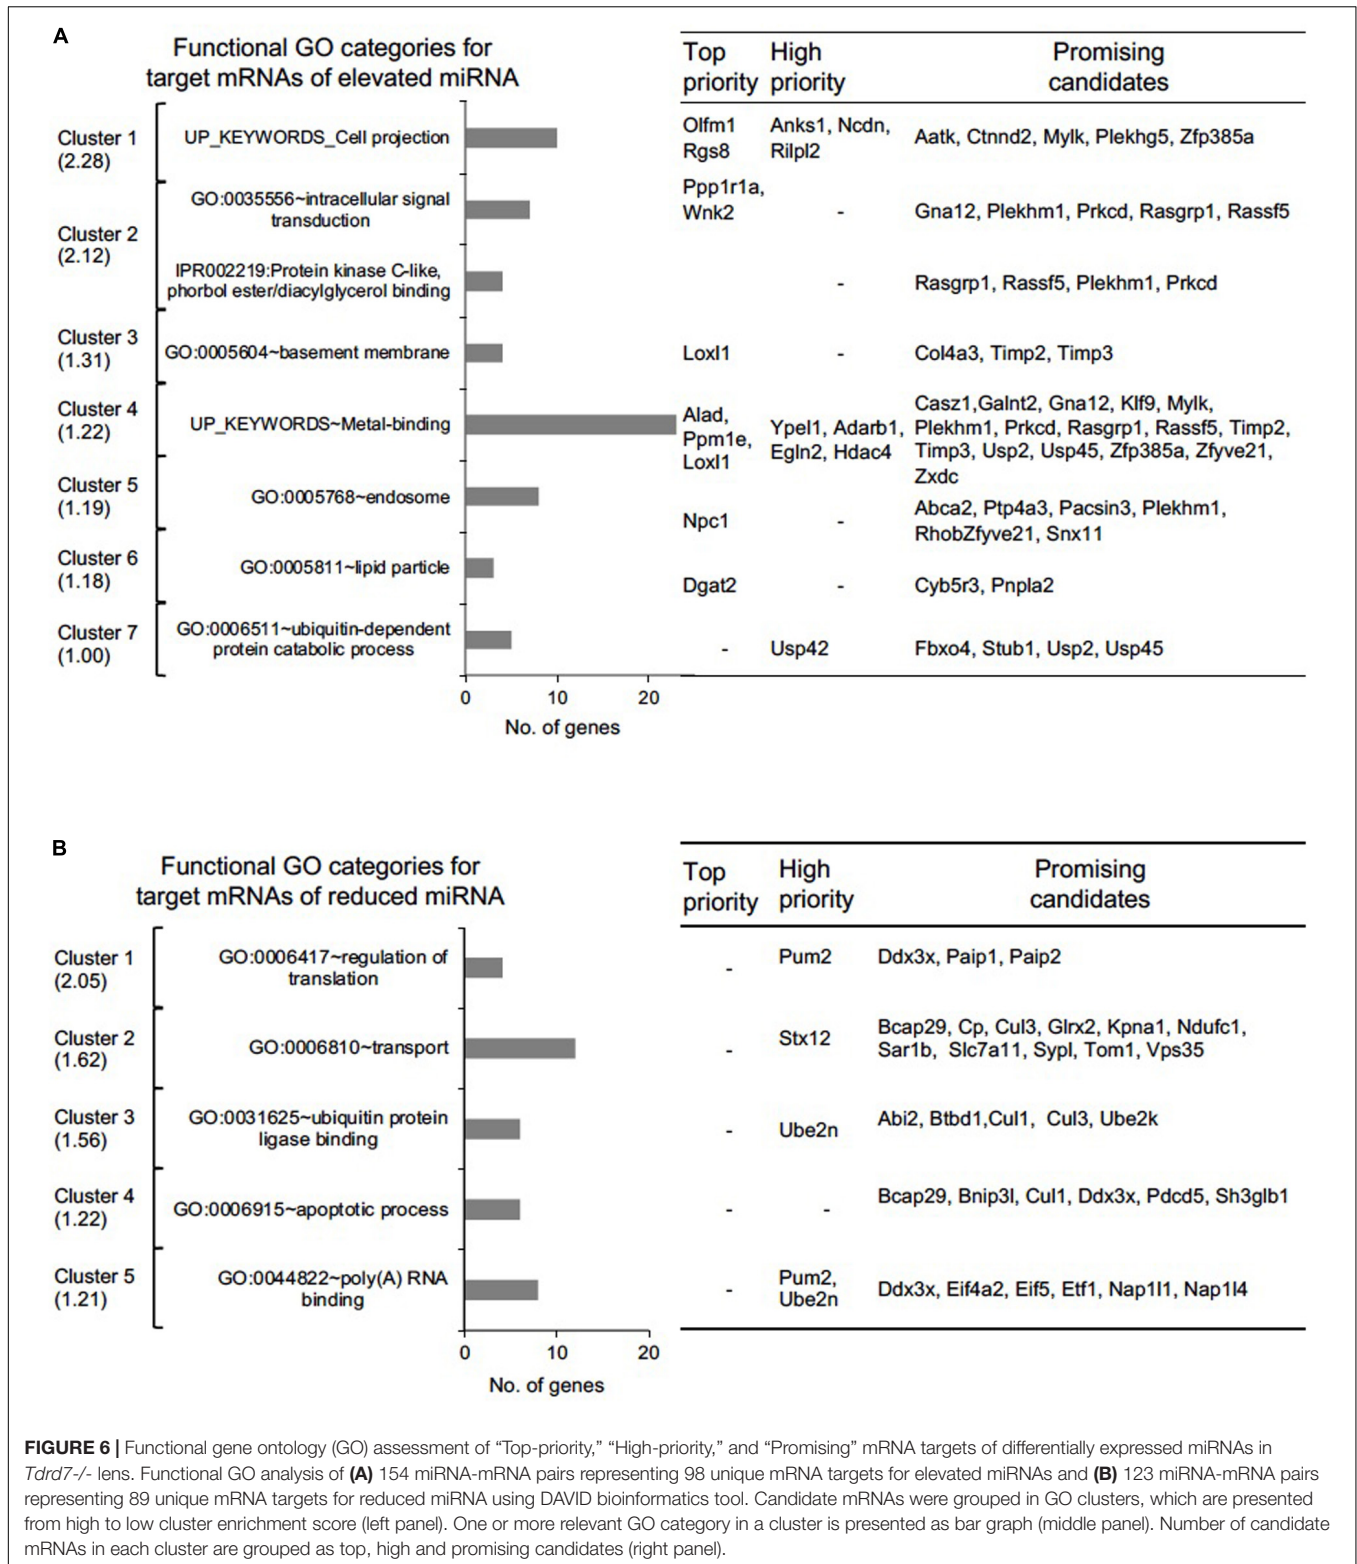 A
Functional GO categories for
target mRNAs of elevated miRNA
Top
priority
High
priority
Promising
candidates
Cluster 1
(2.28)
UP_KEYWORDS_Cell projection
Olfm1
Rgs8
Anks1, Ncdn,
Rilpl2
Aatk, Ctnnd2, Mylk, Plekhg5, Zfp385a
Cluster 2
(2.12)
GO:0035556~intracellular signal
transduction
Ppp1r1a,
Wnk2
-
Gna12, Plekhm1, Prkcd, Rasgrp1, Rassf5
IPR002219:Protein kinase C-like,
phorbol ester/diacylglycerol binding
-
Rasgrp1, Rassf5, Plekhm1, Prkcd
Cluster 3
(1.31)
GO:0005604~basement membrane
Loxl1
-
Col4a3, Timp2, Timp3
Cluster 4
(1.22)
UP_KEYWORDS~Metal-binding
Alad,
Ppm1e,
Loxl1
Ypel1, Adarb1,
Egln2, Hdac4
Casz1,Galnt2, Gna12, Klf9, Mylk,
Plekhm1, Prkcd, Rasgrp1, Rassf5, Timp2,
Timp3, Usp2, Usp45, Zfp385a, Zfyve21,
Zxdc
Cluster 5
(1.19)
GO:0005768~endosome
Npc1
-
Abca2, Ptp4a3, Pacsin3, Plekhm1,
RhobZfyve21, Snx11
Cluster 6
(1.18)
GO:0005811~lipid particle
Dgat2
-
Cyb5r3, Pnpla2
Cluster 7
(1.00)
GO:0006511~ubiquitin-dependent
protein catabolic process
-
Usp42
Fbxo4, Stub1, Usp2, Usp45
0 10 20
No. of genes
B
Functional GO categories for
target mRNAs of reduced miRNA
Top
priority
High
priority
Promising
candidates
Cluster 1
(2.05)
GO:0006417~regulation of
translation
-
Pum2
Ddx3x, Paip1, Paip2
Cluster 2
(1.62)
GO:0006810~transport
-
Stx12
Bcap29, Cp, Cul3, Glrx2, Kpna1, Ndufc1,
Sar1b, Slc7a11, Sypl, Tom1, Vps35
Cluster 3
(1.56)
GO:0031625~ubiquitin protein
ligase binding
-
Ube2n
Abi2, Btbd1,Cul1, Cul3, Ube2k
Cluster 4
(1.22)
GO:0006915~apoptotic process
-
-
Bcap29, Bnip3l, Cul1, Ddx3x, Pdcd5, Sh3glb1
Cluster 5
(1.21)
GO:0044822~poly(A) RNA
binding
-
Pum2,
Ube2n
Ddx3x, Eif4a2, Eif5, Etf1, Nap1l1, Nap1l4
0 10 20
No. of genes
FIGURE 6 | Functional gene ontology (GO) assessment of “Top-priority,” “High-priority,” and “Promising” mRNA targets of differentially expressed miRNAs in
Tdrd7-/- lens. Functional GO analysis of (A) 154 miRNA-mRNA pairs representing 98 unique mRNA targets for elevated miRNAs and (B) 123 miRNA-mRNA pairs
representing 89 unique mRNA targets for reduced miRNA using DAVID bioinformatics tool. Candidate mRNAs were grouped in GO clusters, which are presented
from high to low cluster enrichment score (left panel). One or more relevant GO category in a cluster is presented as bar graph (middle panel). Number of candidate
mRNAs in each cluster are grouped as top, high and promising candidates (right panel).